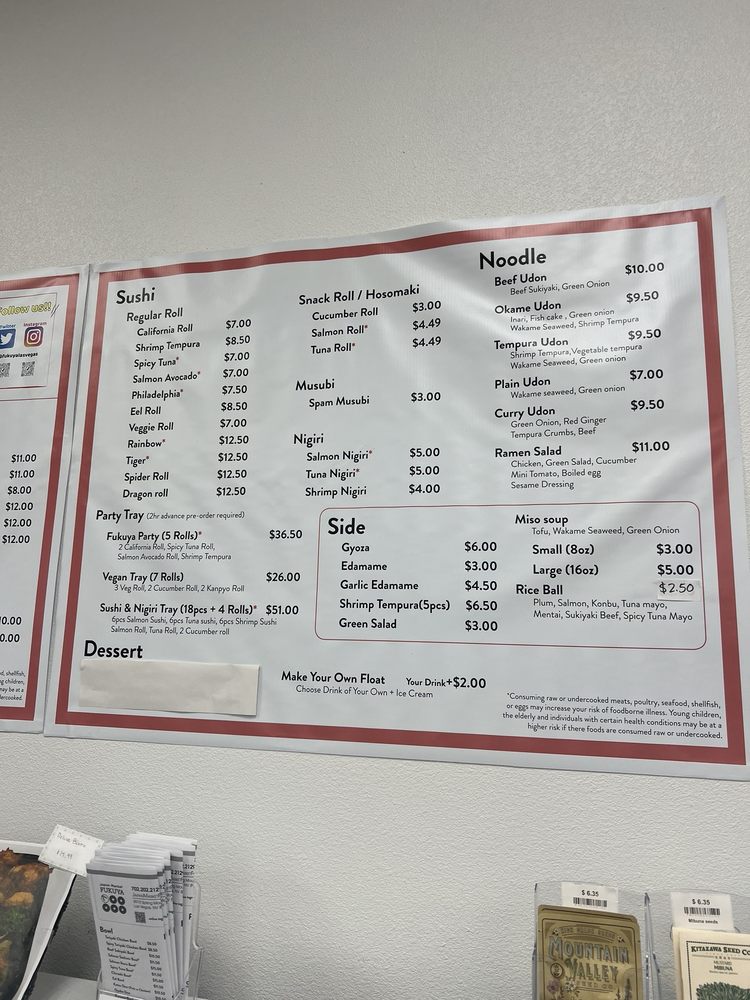 Follow us!!
Twitter
Instagram
@fukuyalasvegas
$11.00
$11.00
$8.00
$12.00
$12.00
$12.00
Sushi
Regular Roll
California Roll $7.00
Shrimp Tempura $8.50
Spicy Tuna* $7.00
Salmon Avocado* $7.00
Philadelphia* $7.50
Eel Roll $8.50
Veggie Roll $7.00
Rainbow* $12.50
Tiger* $12.50
Spider Roll $12.50
Dragon roll $12.50
Party Tray (2hr advance pre-order required)
Fukuya Party (5 Rolls)* $36.50
2 California Roll, Spicy Tuna Roll,
Salmon Avocado Roll, Shrimp Tempura
Vegan Tray (7 Rolls) $26.00
3 Veg Roll, 2 Cucumber Roll, 2 Kanpyo Roll
Sushi & Nigiri Tray (18pcs + 4 Rolls)* $51.00
6pcs Salmon Sushi, 6pcs Tuna sushi, 6pcs Shrimp Sushi
Salmon Roll, Tuna Roll, 2 Cucumber roll
Dessert
Snack Roll / Hosomaki
Cucumber Roll $3.00
Salmon Roll* $4.49
Tuna Roll* $4.49
Musubi
Spam Musubi $3.00
Nigiri
Salmon Nigiri* $5.00
Tuna Nigiri* $5.00
Shrimp Nigiri $4.00
Noodle
Beef Udon $10.00
Beef Sukiyaki, Green Onion
Okame Udon $9.50
Inari, Fish cake , Green onion
Wakame Seaweed, Shrimp Tempura
Tempura Udon $9.50
Shrimp Tempura,Vegetable tempura
Wakame Seaweed, Green onion
Plain Udon $7.00
Wakame seaweed, Green onion
Curry Udon $9.50
Green Onion, Red Ginger
Tempura Crumbs, Beef
Ramen Salad $11.00
Chicken, Green Salad, Cucumber
Mini Tomato, Boiled egg
Sesame Dressing
Side
Gyoza $6.00
Edamame $3.00
Garlic Edamame $4.50
Shrimp Tempura(5pcs) $6.50
Green Salad $3.00
Miso soup
Tofu, Wakame Seaweed, Green Onion
Small (8oz) $3.00
Large (16oz) $5.00
Rice Ball $2.50
Plum, Salmon, Konbu, Tuna mayo,
Mentai, Sukiyaki Beef, Spicy Tuna Mayo
Make Your Own Float Your Drink+$2.00
Choose Drink of Your Own + Ice Cream
*Consuming raw or undercooked meats, poultry, seafood, shellfish,
or eggs may increase your risk of foodborne illness. Young children,
the elderly and individuals with certain health conditions may be at a
higher risk if there foods are consumed raw or undercooked.
FUKUYA
Bowl
$ 6.35
MOUNTAIN
VALLEY
SEED CO
$ 6.35
Mibuna seeds
KITAZAWA SEED CO
MUSTARD
MIBUNA